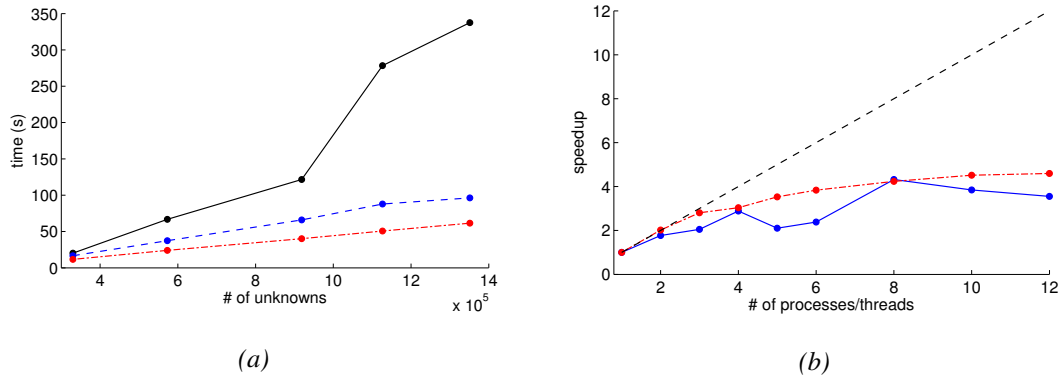 350
300
250
200
150
100
50
0
time (s)
4 6 8 10 12 14
# of unknowns
x 10^5
(a)
12
10
8
6
4
2
0
speedup
2 4 6 8 10 12
# of processes/threads
(b)